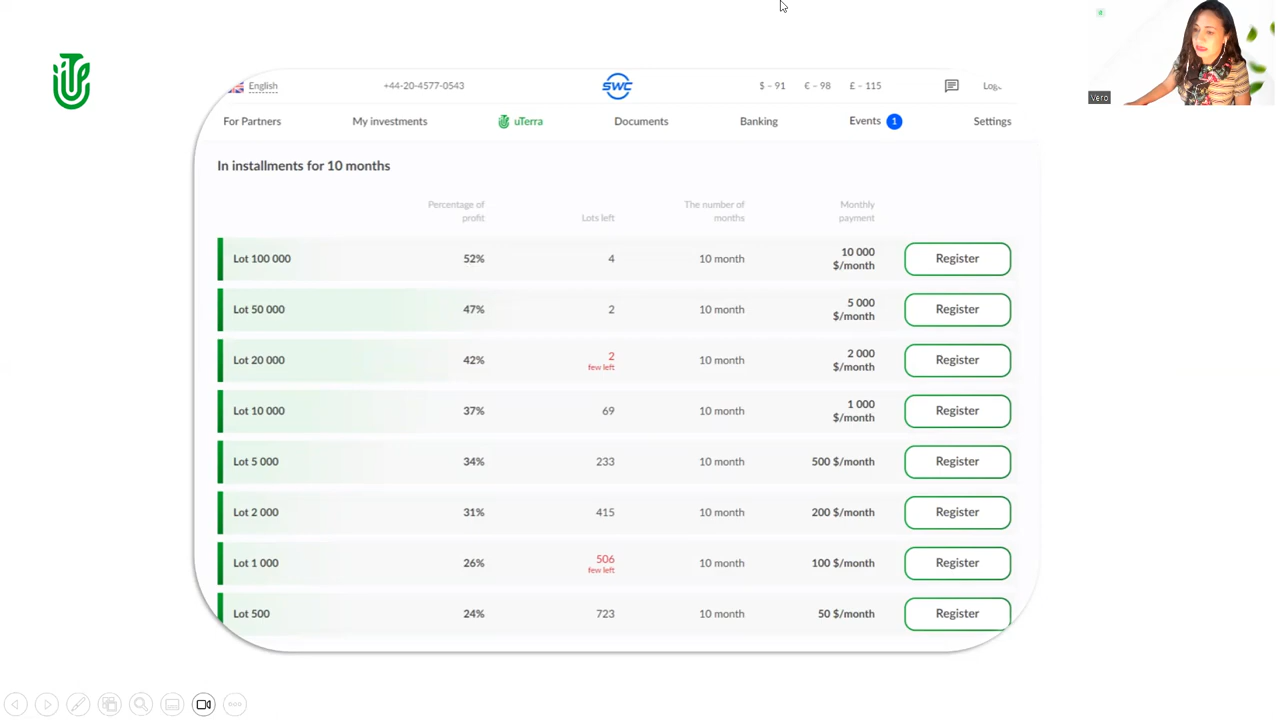 English
+44-20-4577-0543
SWC
$ – 91 € – 98 £ – 115
Vero
For Partners My investments uTerra Documents Banking Events 1 Settings
In installments for 10 months
Percentage of profit Lots left The number of months Monthly payment
Lot 100 000 52% 4 10 month 10 000 $/month Register
Lot 50 000 47% 2 10 month 5 000 $/month Register
Lot 20 000 42% 2 few left 10 month 2 000 $/month Register
Lot 10 000 37% 69 10 month 1 000 $/month Register
Lot 5 000 34% 233 10 month 500 $/month Register
Lot 2 000 31% 415 10 month 200 $/month Register
Lot 1 000 26% 506 few left 10 month 100 $/month Register
Lot 500 24% 723 10 month 50 $/month Register